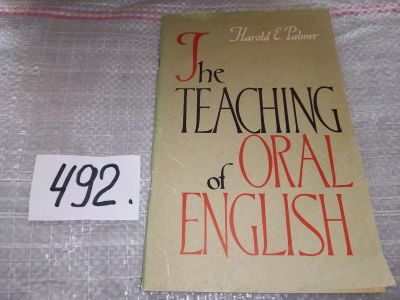 Harold E. Palmer
The
TEACHING
of ORAL
ENGLISH
492.